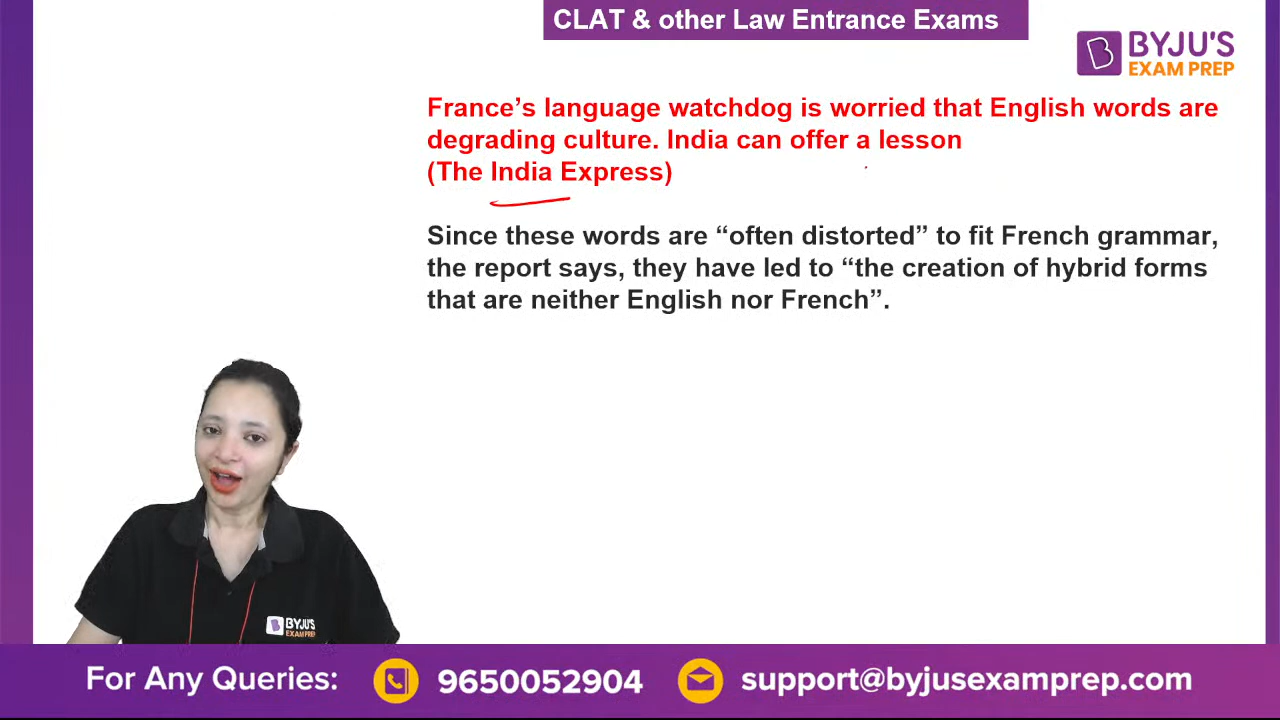 CLAT & other Law Entrance Exams
BYJU'S
EXAM PREP
France’s language watchdog is worried that English words are
degrading culture. India can offer a lesson
(The India Express)
Since these words are “often distorted” to fit French grammar,
the report says, they have led to “the creation of hybrid forms
that are neither English nor French”.
BYJU'S
EXAM PREP
For Any Queries:
9650052904
support@byjusexamprep.com